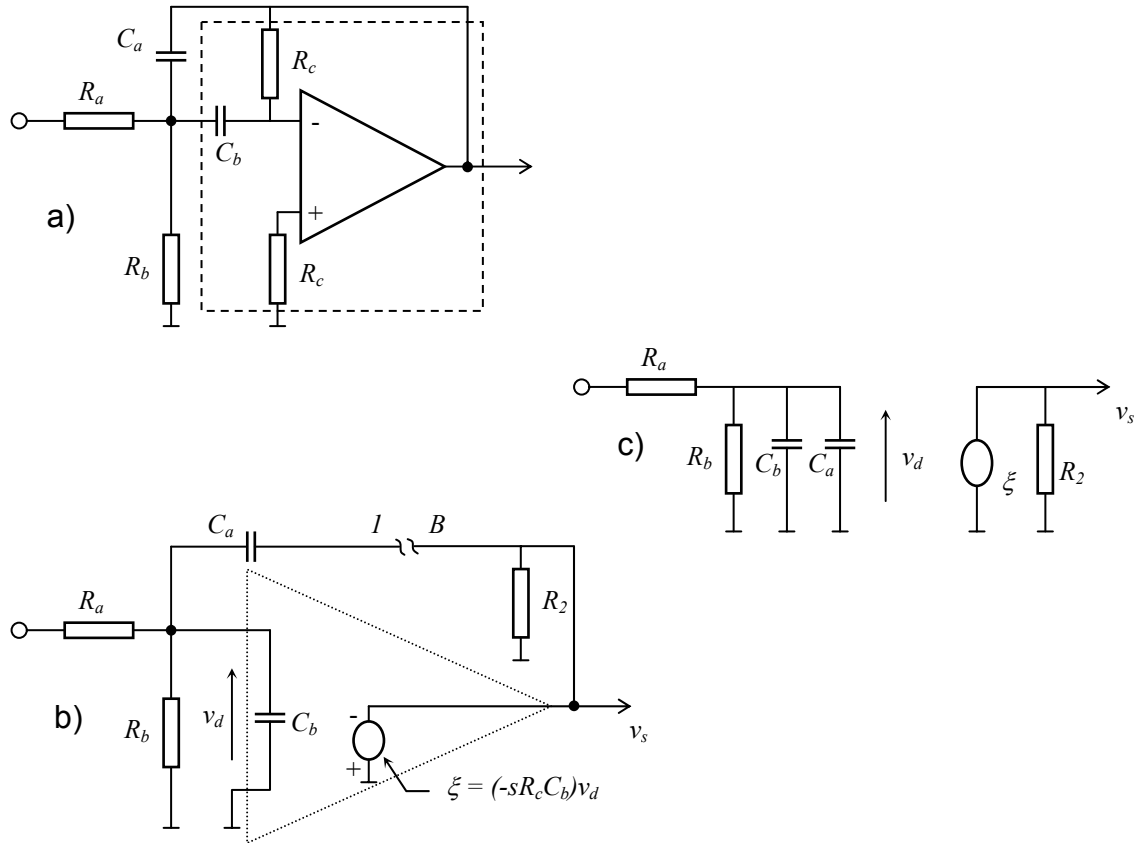 C_a
R_c
R_a
-
C_b
+
a)
R_b
R_c
R_a
v_s
c)
R_b
C_b
C_a
v_d
ξ
R_2
C_a
1
B
R_a
R_2
b)
R_b
v_d
C_b
-
+
v_s
ξ = (-sR_cC_b)v_d